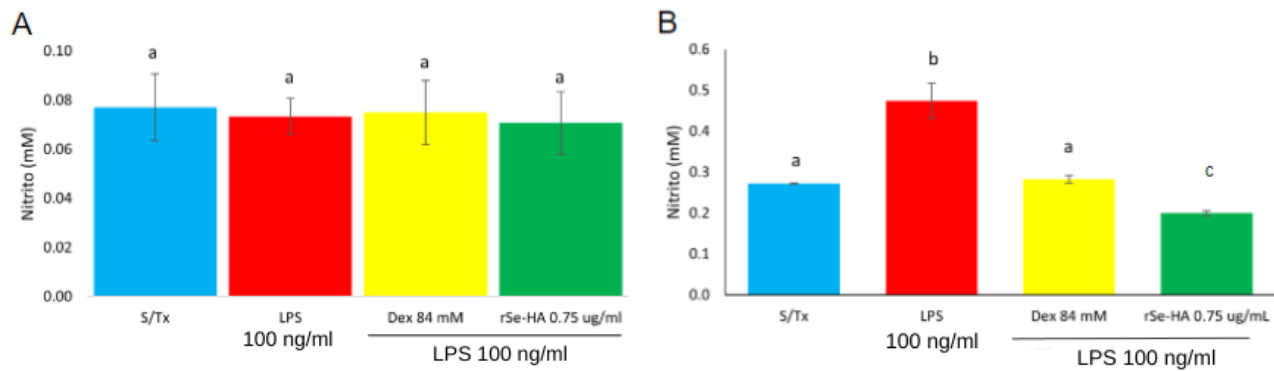 A
Nitrito (mM)
0.10
0.08
0.06
0.04
0.02
0.00
a
a
a
a
S/Tx
LPS
Dex 84 mM
rSe-HA 0.75 ug/ml
100 ng/ml
LPS 100 ng/ml
B
Nitrito (mM)
0.6
0.5
0.4
0.3
0.2
0.1
0.0
a
b
a
c
S/Tx
LPS
Dex 84 mM
rSe-HA 0.75 ug/mL
100 ng/ml
LPS 100 ng/ml